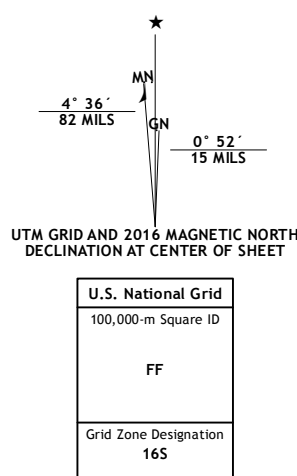 ★
MN
GN
4° 36´
82 MILS
0° 52´
15 MILS
UTM GRID AND 2016 MAGNETIC NORTH
DECLINATION AT CENTER OF SHEET
U.S. National Grid
100,000-m Square ID
FF
Grid Zone Designation
16S